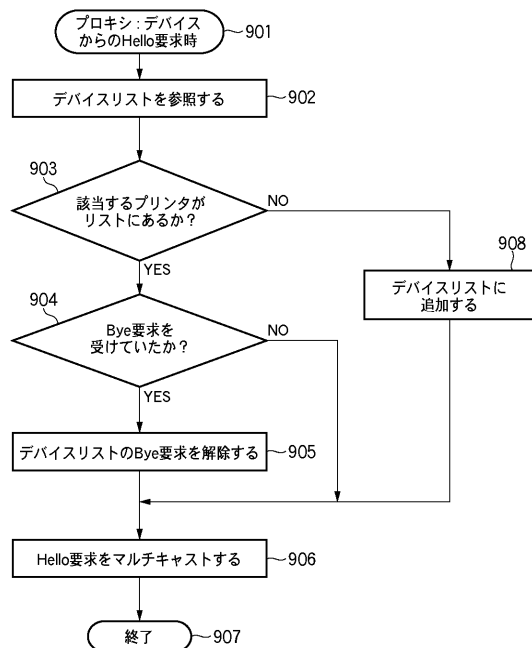 プロキシ：デバイス
からのHello要求時
901
デバイスリストを参照する
902
903
該当するプリンタが
リストにあるか？
NO
YES
908
デバイスリストに
追加する
904
Bye要求を
受けていたか？
NO
YES
デバイスリストのBye要求を解除する
905
Hello要求をマルチキャストする
906
終了
907